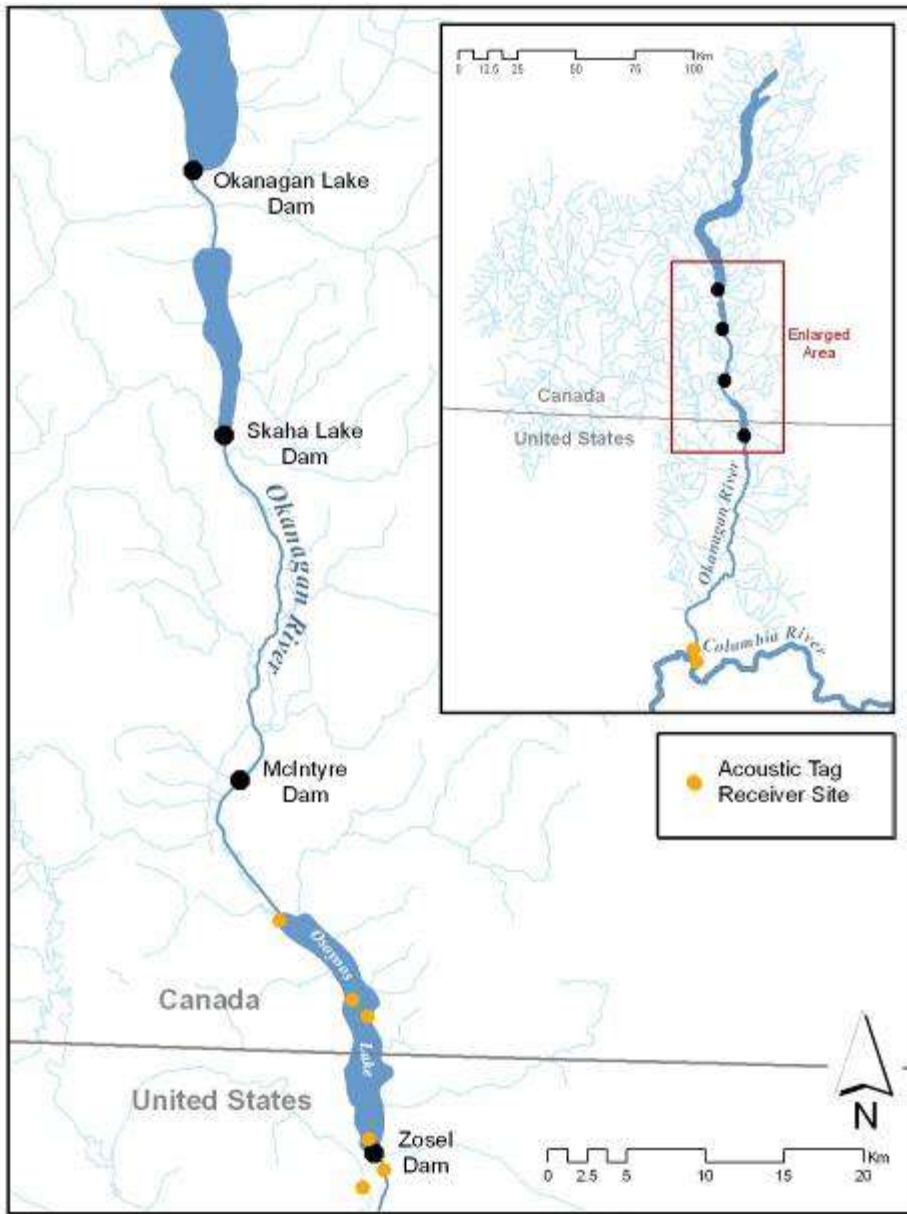 0 12.5 25 50 75 100 Km
Okanagan Lake
Dam
Enlarged
Area
Canada
United States
Skaha Lake
Dam
Okanagan River
Okanagan River
Columbia River
McIntyre
Dam
Acoustic Tag
Receiver Site
Osoyoos
Lake
Canada
United States
N
Zosel
Dam
0 2.5 5 10 15 20 Km